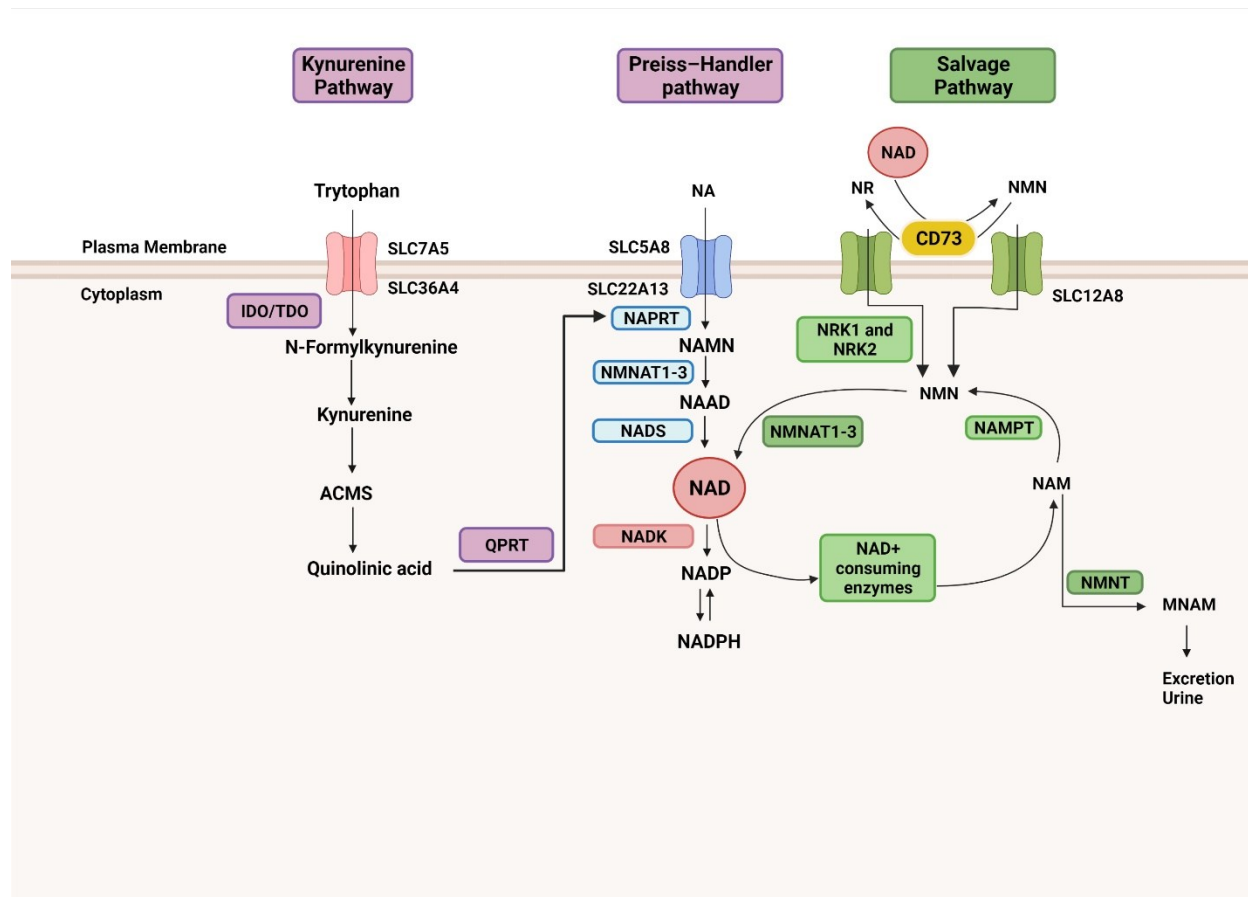 Kynurenine
Pathway
Preiss–Handler
pathway
Salvage
Pathway
NAD
Trytophan
NA
NR
NMN
CD73
Plasma Membrane
SLC7A5
SLC5A8
Cytoplasm
SLC36A4
SLC22A13
SLC12A8
IDO/TDO
NAPRT
NRK1 and
NRK2
N-Formylkynurenine
NAMN
NMNAT1-3
NMN
Kynurenine
NAAD
NADS
NMNAT1-3
NAMPT
ACMS
NAD
NAM
QPRT
NADK
NAD+
consuming
enzymes
Quinolinic acid
NADP
NMNT
MNAM
NADPH
Excretion
Urine